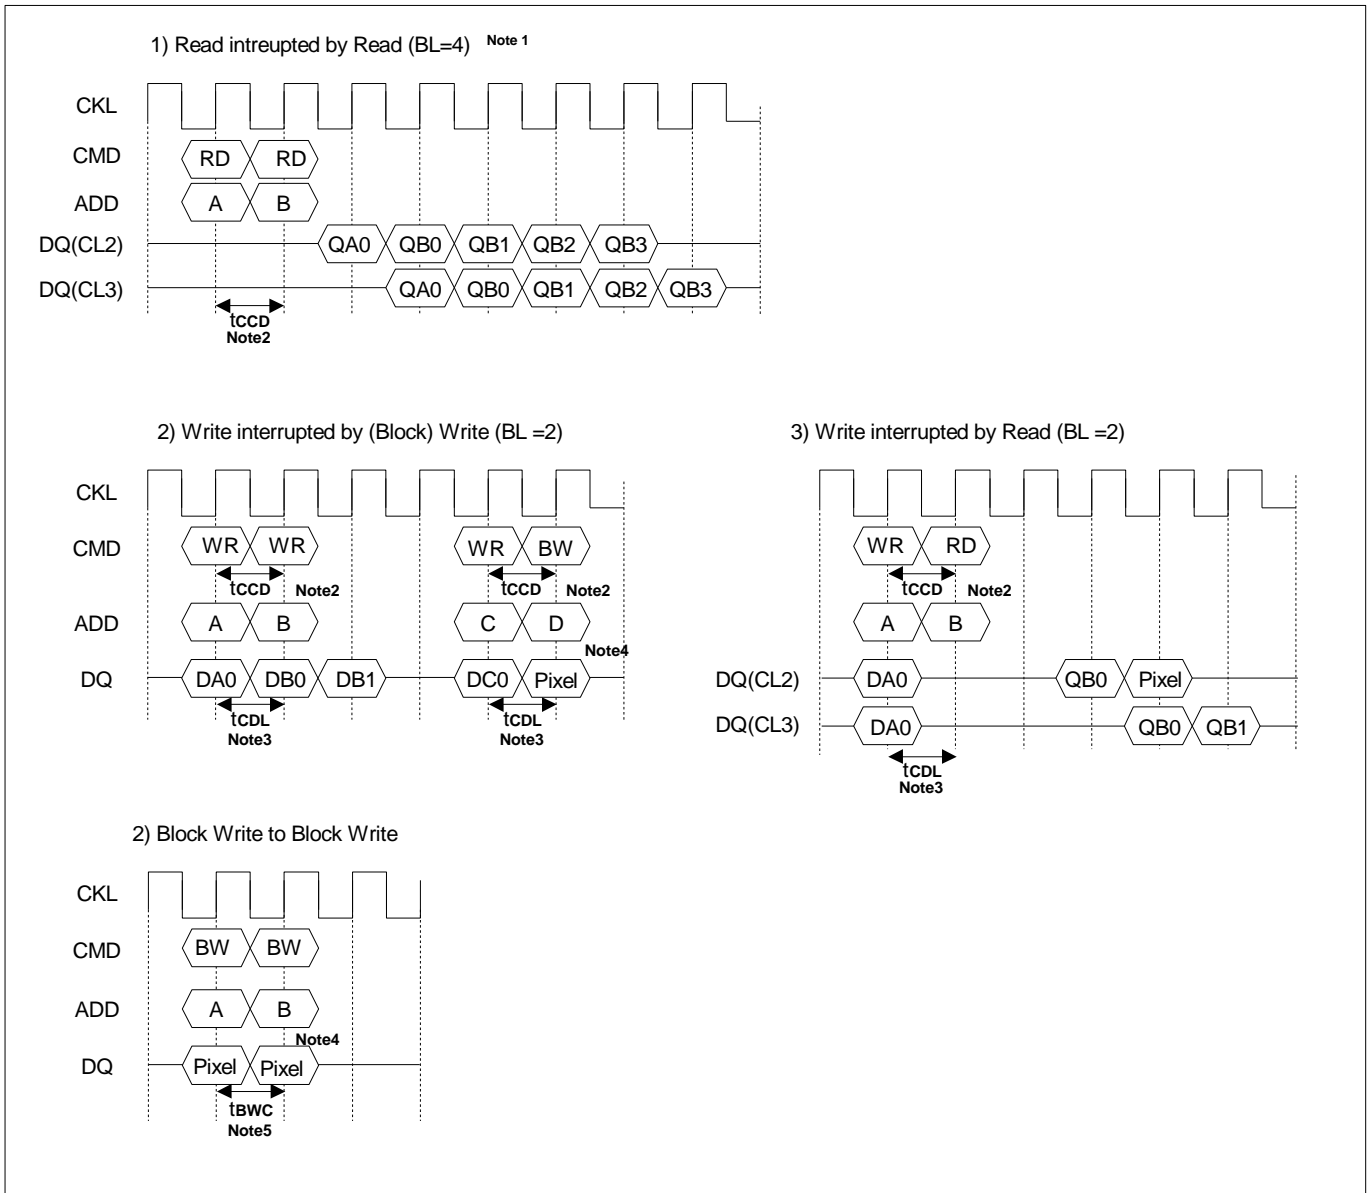 1) Read intreupted by Read (BL=4) Note 1
CKL
CMD RD RD
ADD A B
DQ(CL2) QA0 QB0 QB1 QB2 QB3
DQ(CL3) QA0 QB0 QB1 QB2 QB3
tCCD
Note2
2) Write interrupted by (Block) Write (BL =2)
CKL
CMD WR WR WR BW
tCCD Note2 tCCD Note2
ADD A B C D
Note4
DQ DA0 DB0 DB1 DC0 Pixel
tCDL tCDL
Note3 Note3
3) Write interrupted by Read (BL =2)
WR RD
tCCD Note2
A B
DQ(CL2) DA0 QB0 Pixel
DQ(CL3) DA0 QB0 QB1
tCDL
Note3
2) Block Write to Block Write
CKL
CMD BW BW
ADD A B
Note4
DQ Pixel Pixel
tBWC
Note5